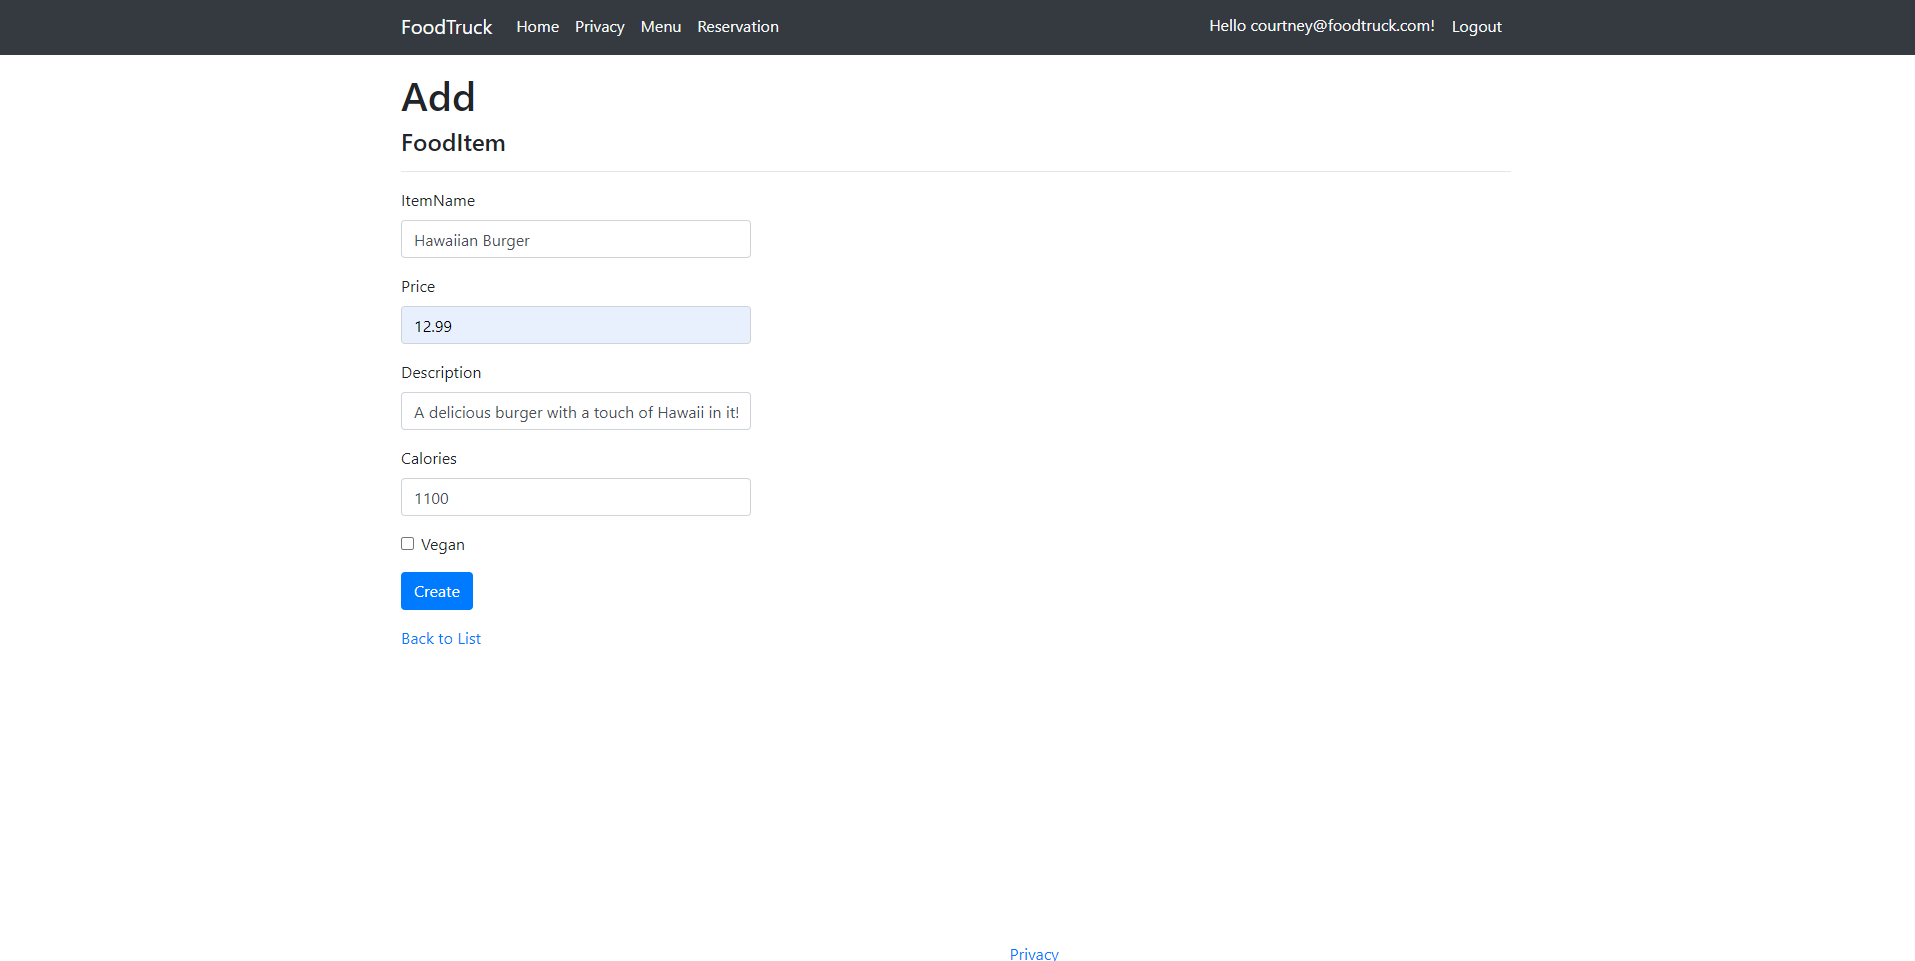 FoodTruck Home Privacy Menu Reservation Hello courtney@foodtruck.com! Logout
Add
FoodItem
ItemName
Hawaiian Burger
Price
12.99
Description
A delicious burger with a touch of Hawaii in it!
Calories
1100
Vegan
Create
Back to List
Privacy